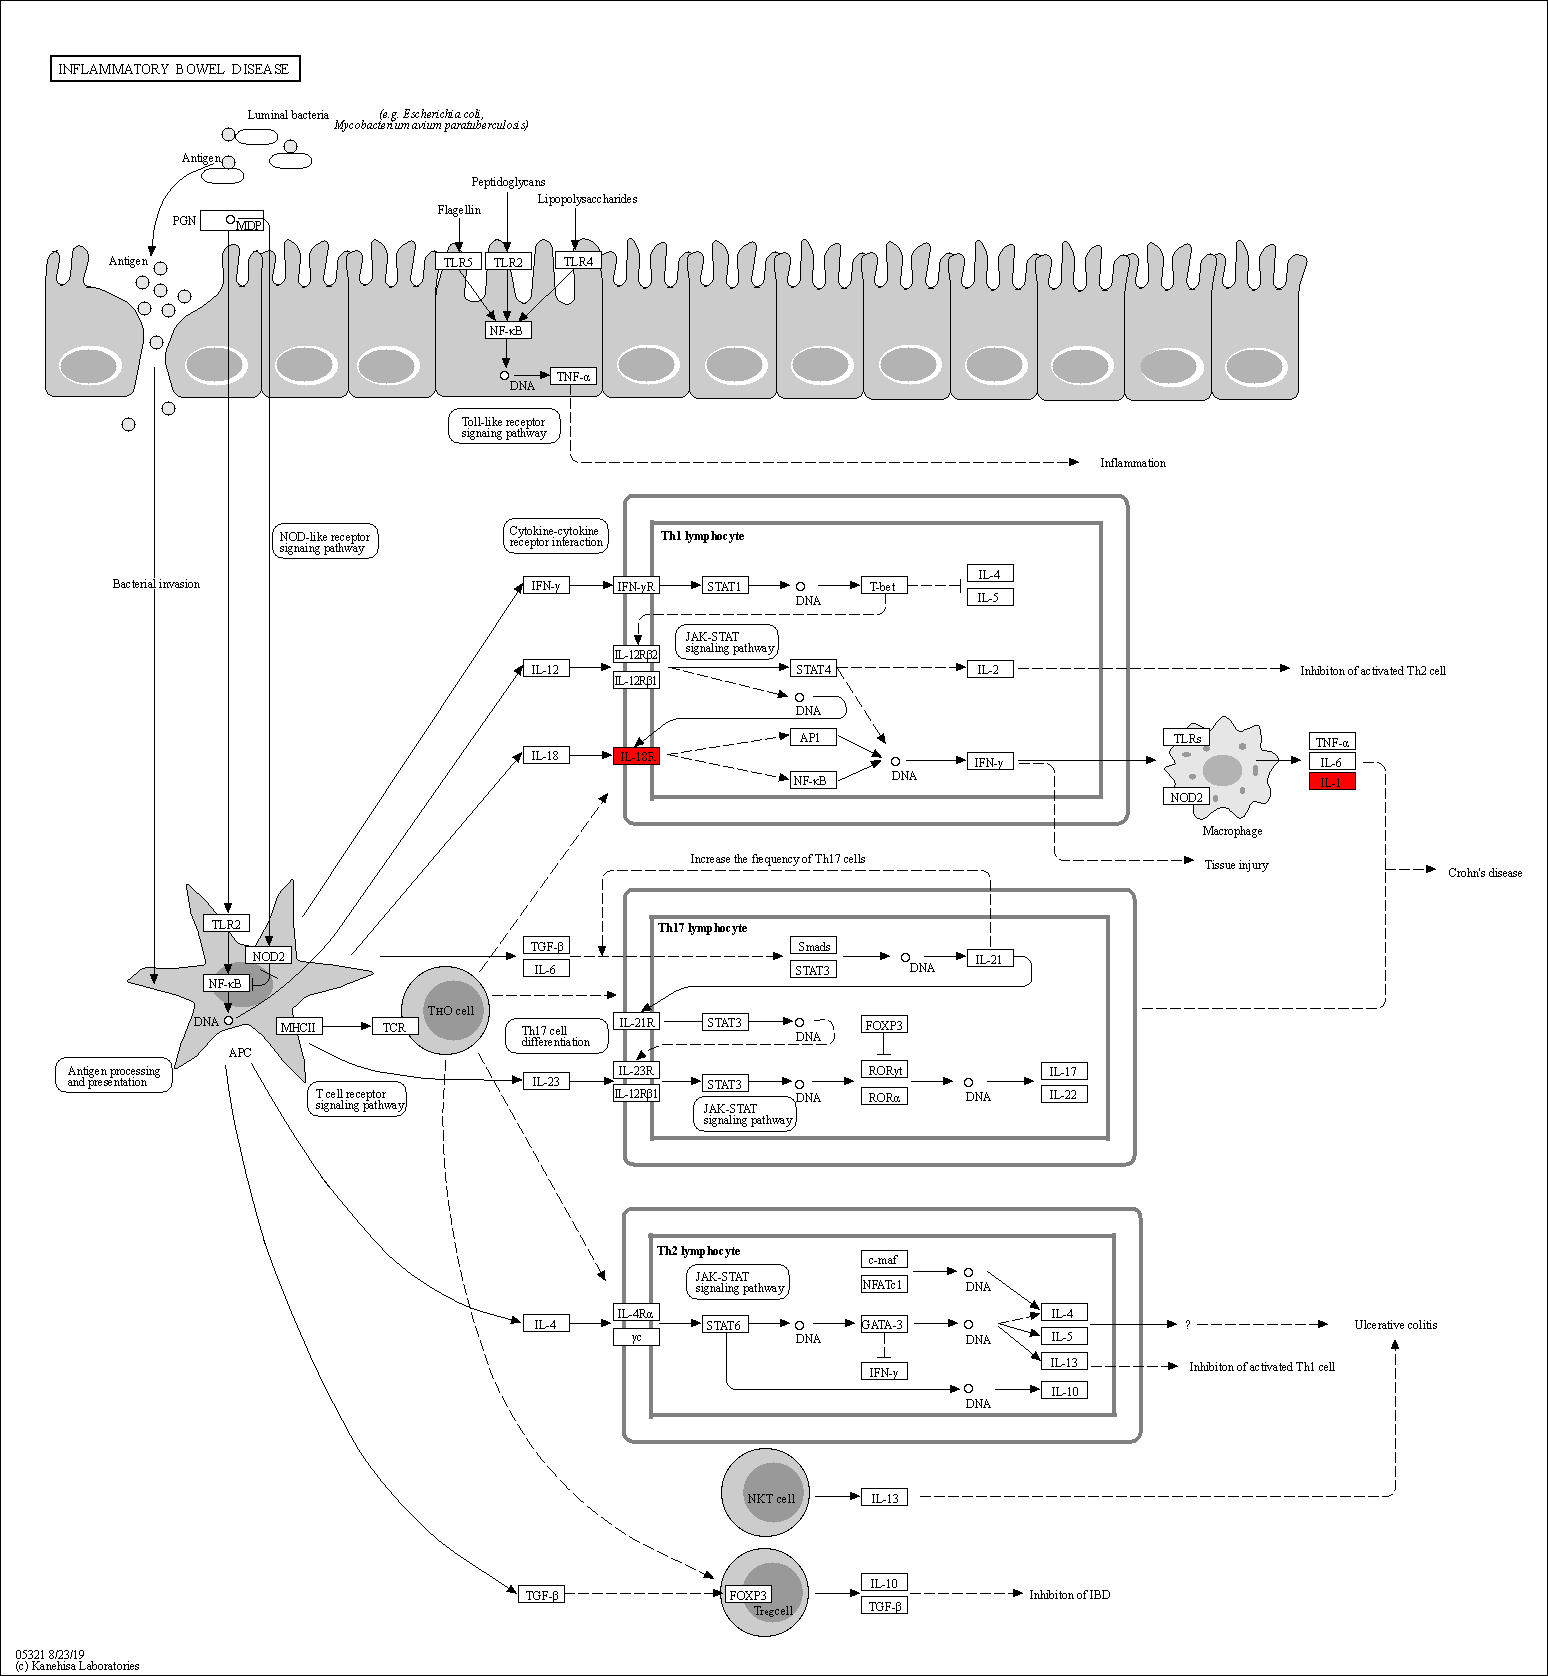 INFLAMMATORY BOWEL DISEASE
Luminal bacteria
(e.g. Escherichia coli,
Mycobacterium avium paratuberculosis)
Antigen
Peptidoglycans
Lipopolysaccharides
Flagellin
PGN
MDP
Antigen
TLR5
TLR2
TLR4
NF-κB
DNA
TNF-α
Toll-like receptor
signaing pathway
Inflammation
NOD-like receptor
signaing pathway
Cytokine-cytokine
receptor interaction
Th1 lymphocyte
Bacterial invasion
IFN-γ
IFN-γR
STAT1
DNA
T-bet
IL-4
IL-5
JAK-STAT
signaling pathway
IL-12
IL-12Rβ2
IL-12Rβ1
STAT4
IL-2
Inhibiton of activated Th2 cell
DNA
IL-18
IL-18R
AP1
NF-κB
DNA
IFN-γ
TLRs
NOD2
Macrophage
TNF-α
IL-6
IL-1
Tissue injury
Crohn's disease
Increase the frequency of Th17 cells
Th17 lymphocyte
TLR2
NOD2
NF-κB
DNA
MHCII
TCR
THO cell
APC
Antigen processing
and presentation
T cell receptor
signaling pathway
TGF-β
IL-6
Smads
STAT3
DNA
IL-21
Th17 cell
differentiation
IL-21R
STAT3
DNA
FOXP3
IL-23
IL-23R
IL-12Rβ1
STAT3
DNA
RORγt
RORα
DNA
IL-17
IL-22
JAK-STAT
signaling pathway
Th2 lymphocyte
JAK-STAT
signaling pathway
c-maf
NFATc1
DNA
IL-4
IL-4Rα
γc
STAT6
DNA
GATA-3
DNA
IFN-γ
IL-4
IL-5
IL-13
IL-10
DNA
?
Ulcerative colitis
Inhibiton of activated Th1 cell
NKT cell
IL-13
TGF-β
FOXP3
Treg cell
IL-10
TGF-β
Inhibiton of IBD
05321 8/23/19
(c) Kanehisa Laboratories